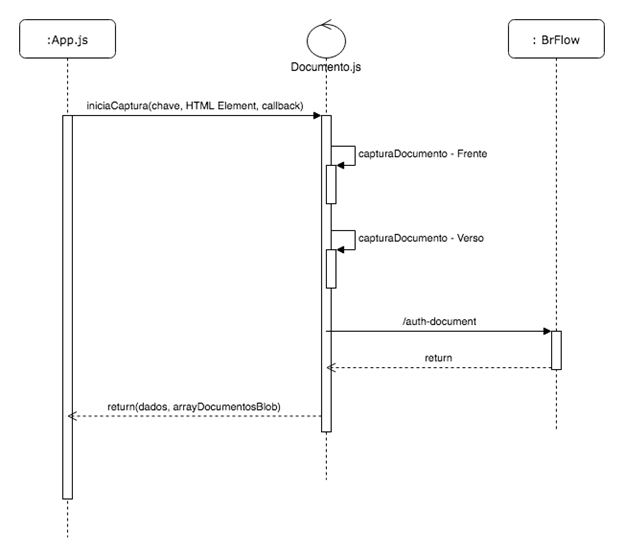 :App.js
Documento.js
: BrFlow
iniciaCaptura(chave, HTML Element, callback)
capturaDocumento - Frente
capturaDocumento - Verso
/auth-document
return
return(dados, arrayDocumentosBlob)